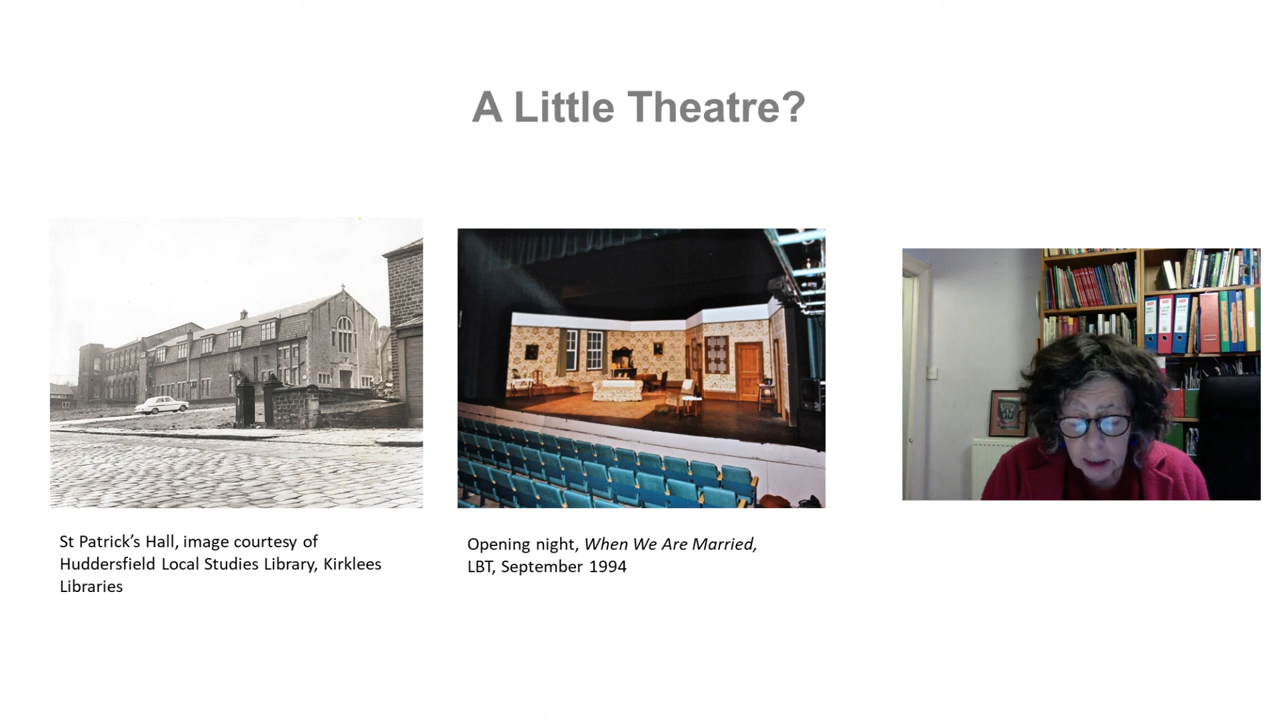 A Little Theatre?
St Patrick's Hall, image courtesy of
Huddersfield Local Studies Library, Kirklees
Libraries
Opening night, When We Are Married,
LBT, September 1994